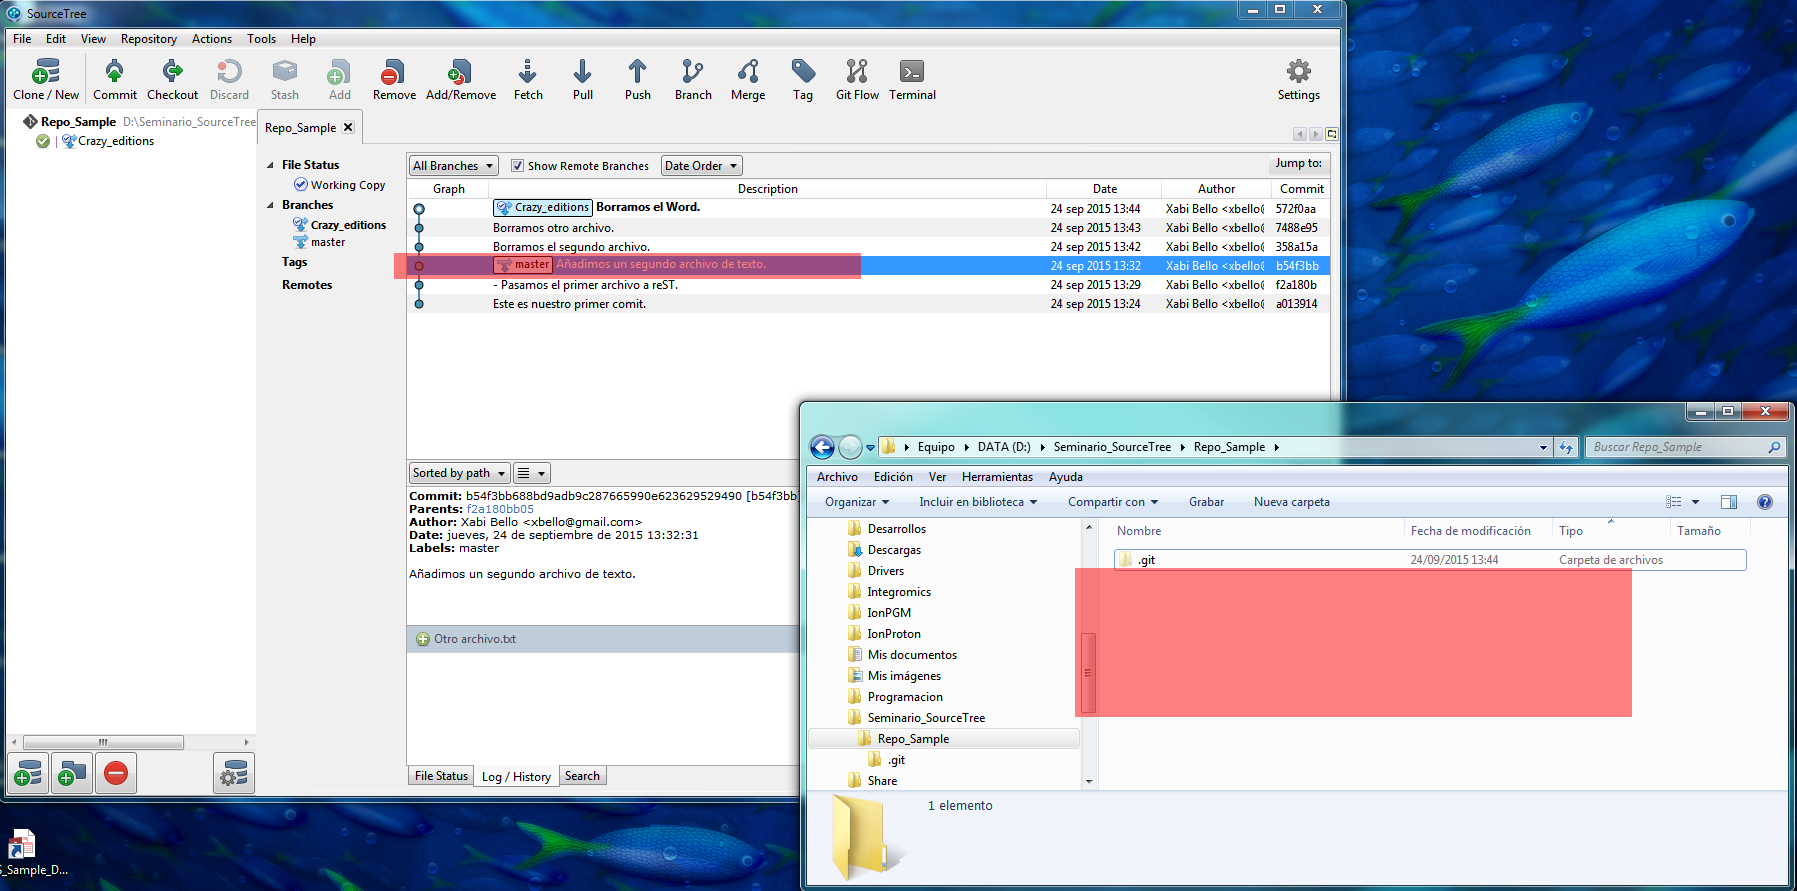 SourceTree
File Edit View Repository Actions Tools Help
Clone / New Commit Checkout Discard Stash Add Remove Add/Remove Fetch Pull Push Branch Merge Tag Git Flow Terminal Settings
Repo_Sample D:\Seminario_SourceTree
Crazy_editions
Repo_Sample
File Status
Working Copy
Branches
Crazy_editions
master
Tags
Remotes
All Branches Show Remote Branches Date Order Jump to:
Graph Description Date Author Commit
Crazy_editions Borramos el Word. 24 sep 2015 13:44 Xabi Bello <xbello@ 572f0aa
Borramos otro archivo. 24 sep 2015 13:43 Xabi Bello <xbello@ 7488e95
Borramos el segundo archivo. 24 sep 2015 13:42 Xabi Bello <xbello@ 358a15a
master Añadimos un segundo archivo de texto. 24 sep 2015 13:32 Xabi Bello <xbello@ b54f3bb
- Pasamos el primer archivo a reST. 24 sep 2015 13:29 Xabi Bello <xbello@ f2a180b
Este es nuestro primer comit. 24 sep 2015 13:24 Xabi Bello <xbello@ a013914
Sorted by path
Commit: b54f3bb688bd9adb9c287665990e623629529490 [b54f3bb]
Parents: f2a180bb05
Author: Xabi Bello <xbello@gmail.com>
Date: jueves, 24 de septiembre de 2015 13:32:31
Labels: master
Añadimos un segundo archivo de texto.
Otro archivo.txt
File Status Log / History Search
Equipo DATA (D:) Seminario_SourceTree Repo_Sample Buscar Repo_Sample
Archivo Edición Ver Herramientas Ayuda
Organizar Incluir en biblioteca Compartir con Grabar Nueva carpeta
Desarrollos
Descargas
Drivers
Integromics
IonPGM
IonProton
Mis documentos
Mis imágenes
Programacion
Seminario_SourceTree
Repo_Sample
.git
Share
Nombre Fecha de modificación Tipo Tamaño
.git 24/09/2015 13:44 Carpeta de archivos
1 elemento
_Sample_D...